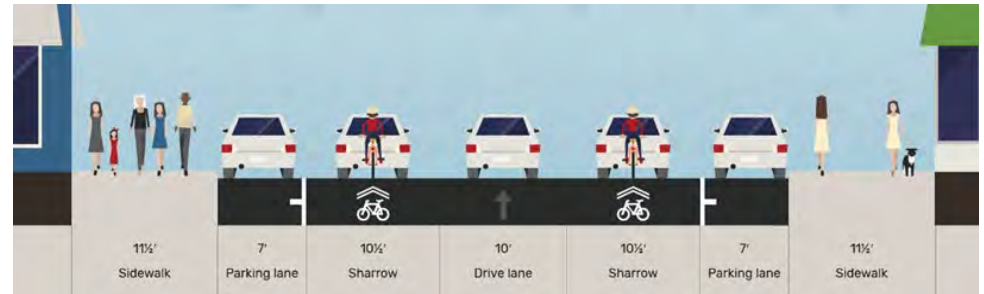 11½′
Sidewalk
7′
Parking lane
10½′
Sharrow
10′
Drive lane
10½′
Sharrow
7′
Parking lane
11½′
Sidewalk